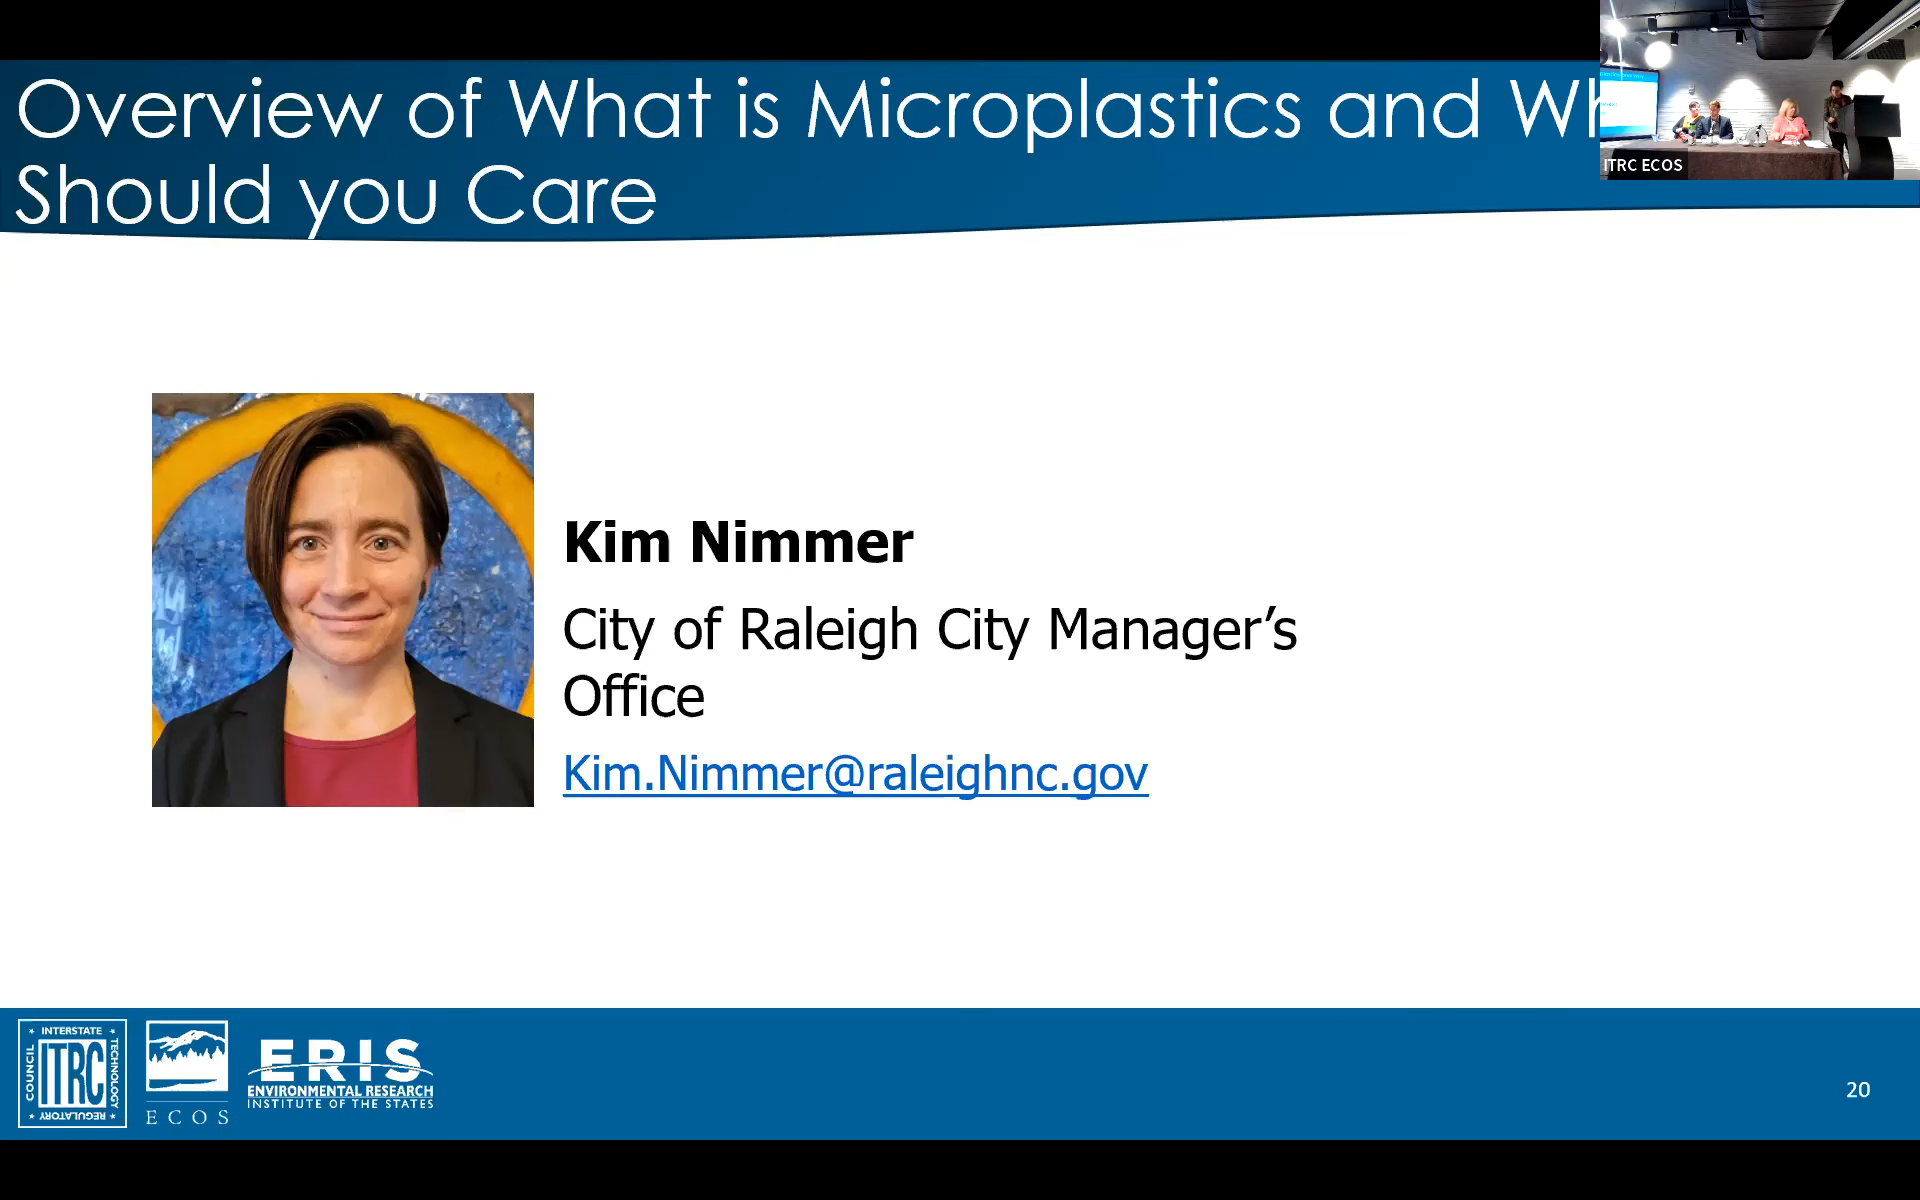 Overview of What is Microplastics and Wh
Should you Care
ITRC ECOS
Kim Nimmer
City of Raleigh City Manager’s
Office
Kim.Nimmer@raleighnc.gov
INTERSTATE
TECHNOLOGY
REGULATORY
COUNCIL
ITRC
ECOS
ERIS
ENVIRONMENTAL RESEARCH
INSTITUTE OF THE STATES
20